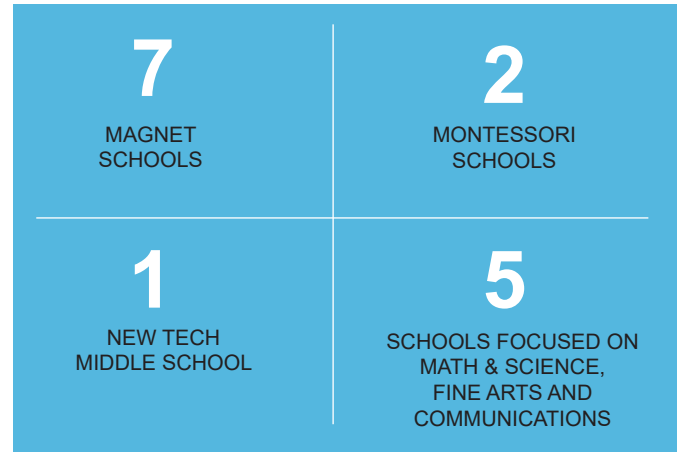 7
MAGNET
SCHOOLS
2
MONTESSORI
SCHOOLS
1
NEW TECH
MIDDLE SCHOOL
5
SCHOOLS FOCUSED ON
MATH & SCIENCE,
FINE ARTS AND
COMMUNICATIONS